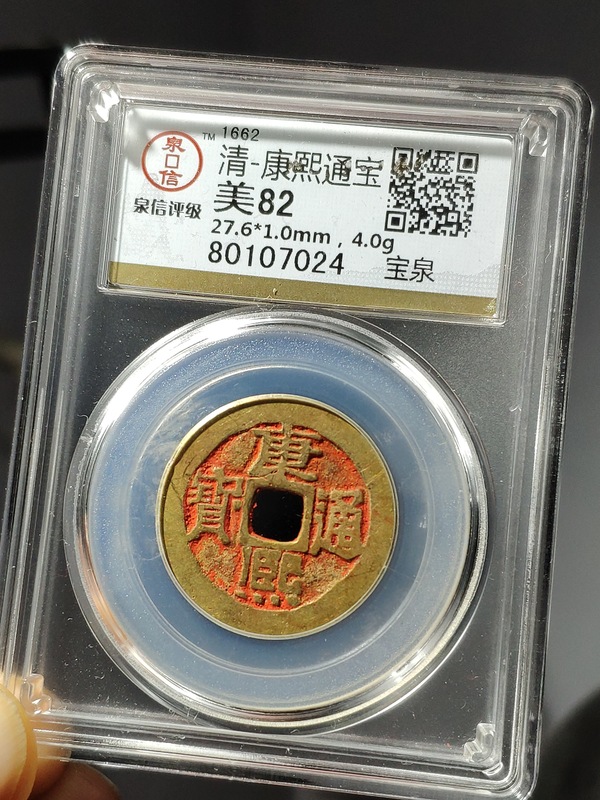 泉口信
TM
泉信评级
1662
清-康熙通宝
美82
27.6*1.0mm , 4.0g
80107024 宝泉
康熙通寶